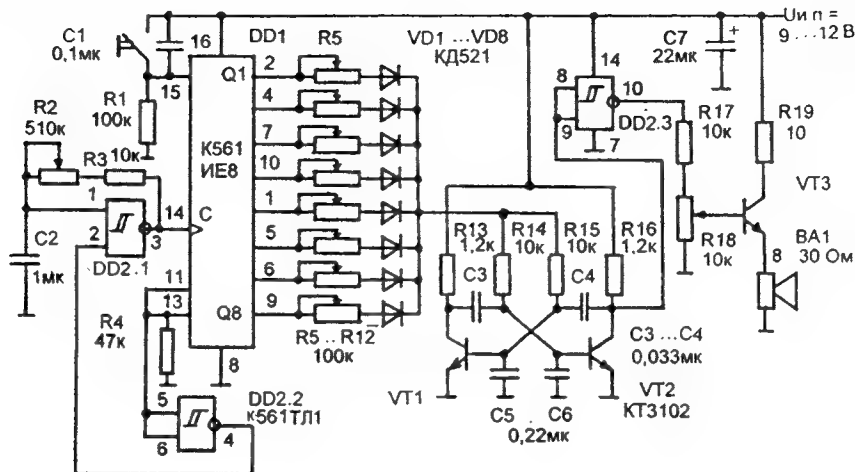 C1
0,1мк
16
15
DD1
2
Q1
R5
VD1 ...VD8
КД521
Uи п =
9 ...12 В
C7
22мк
+
R1
100к
4
7
10
1
5
6
9
Q8
К561
ИЕ8
R2
510к
R3
10к
1
2
3
DD2.1
14
C
C2
1мк
11
13
R4
47к
8
R5 .. R12
100к
DD2.2
к561ТЛ1
5
6
4
14
8
9
10
DD2.3
7
R17
10к
R19
10
VT3
R18
10к
BA1
30 Ом
8
R13
1,2к
R14
10к
R15
10к
R16
1,2к
C3
C4
C3 ...C4
0,033мк
VT1
VT2
КТ3102
C5
C6
0,22мк